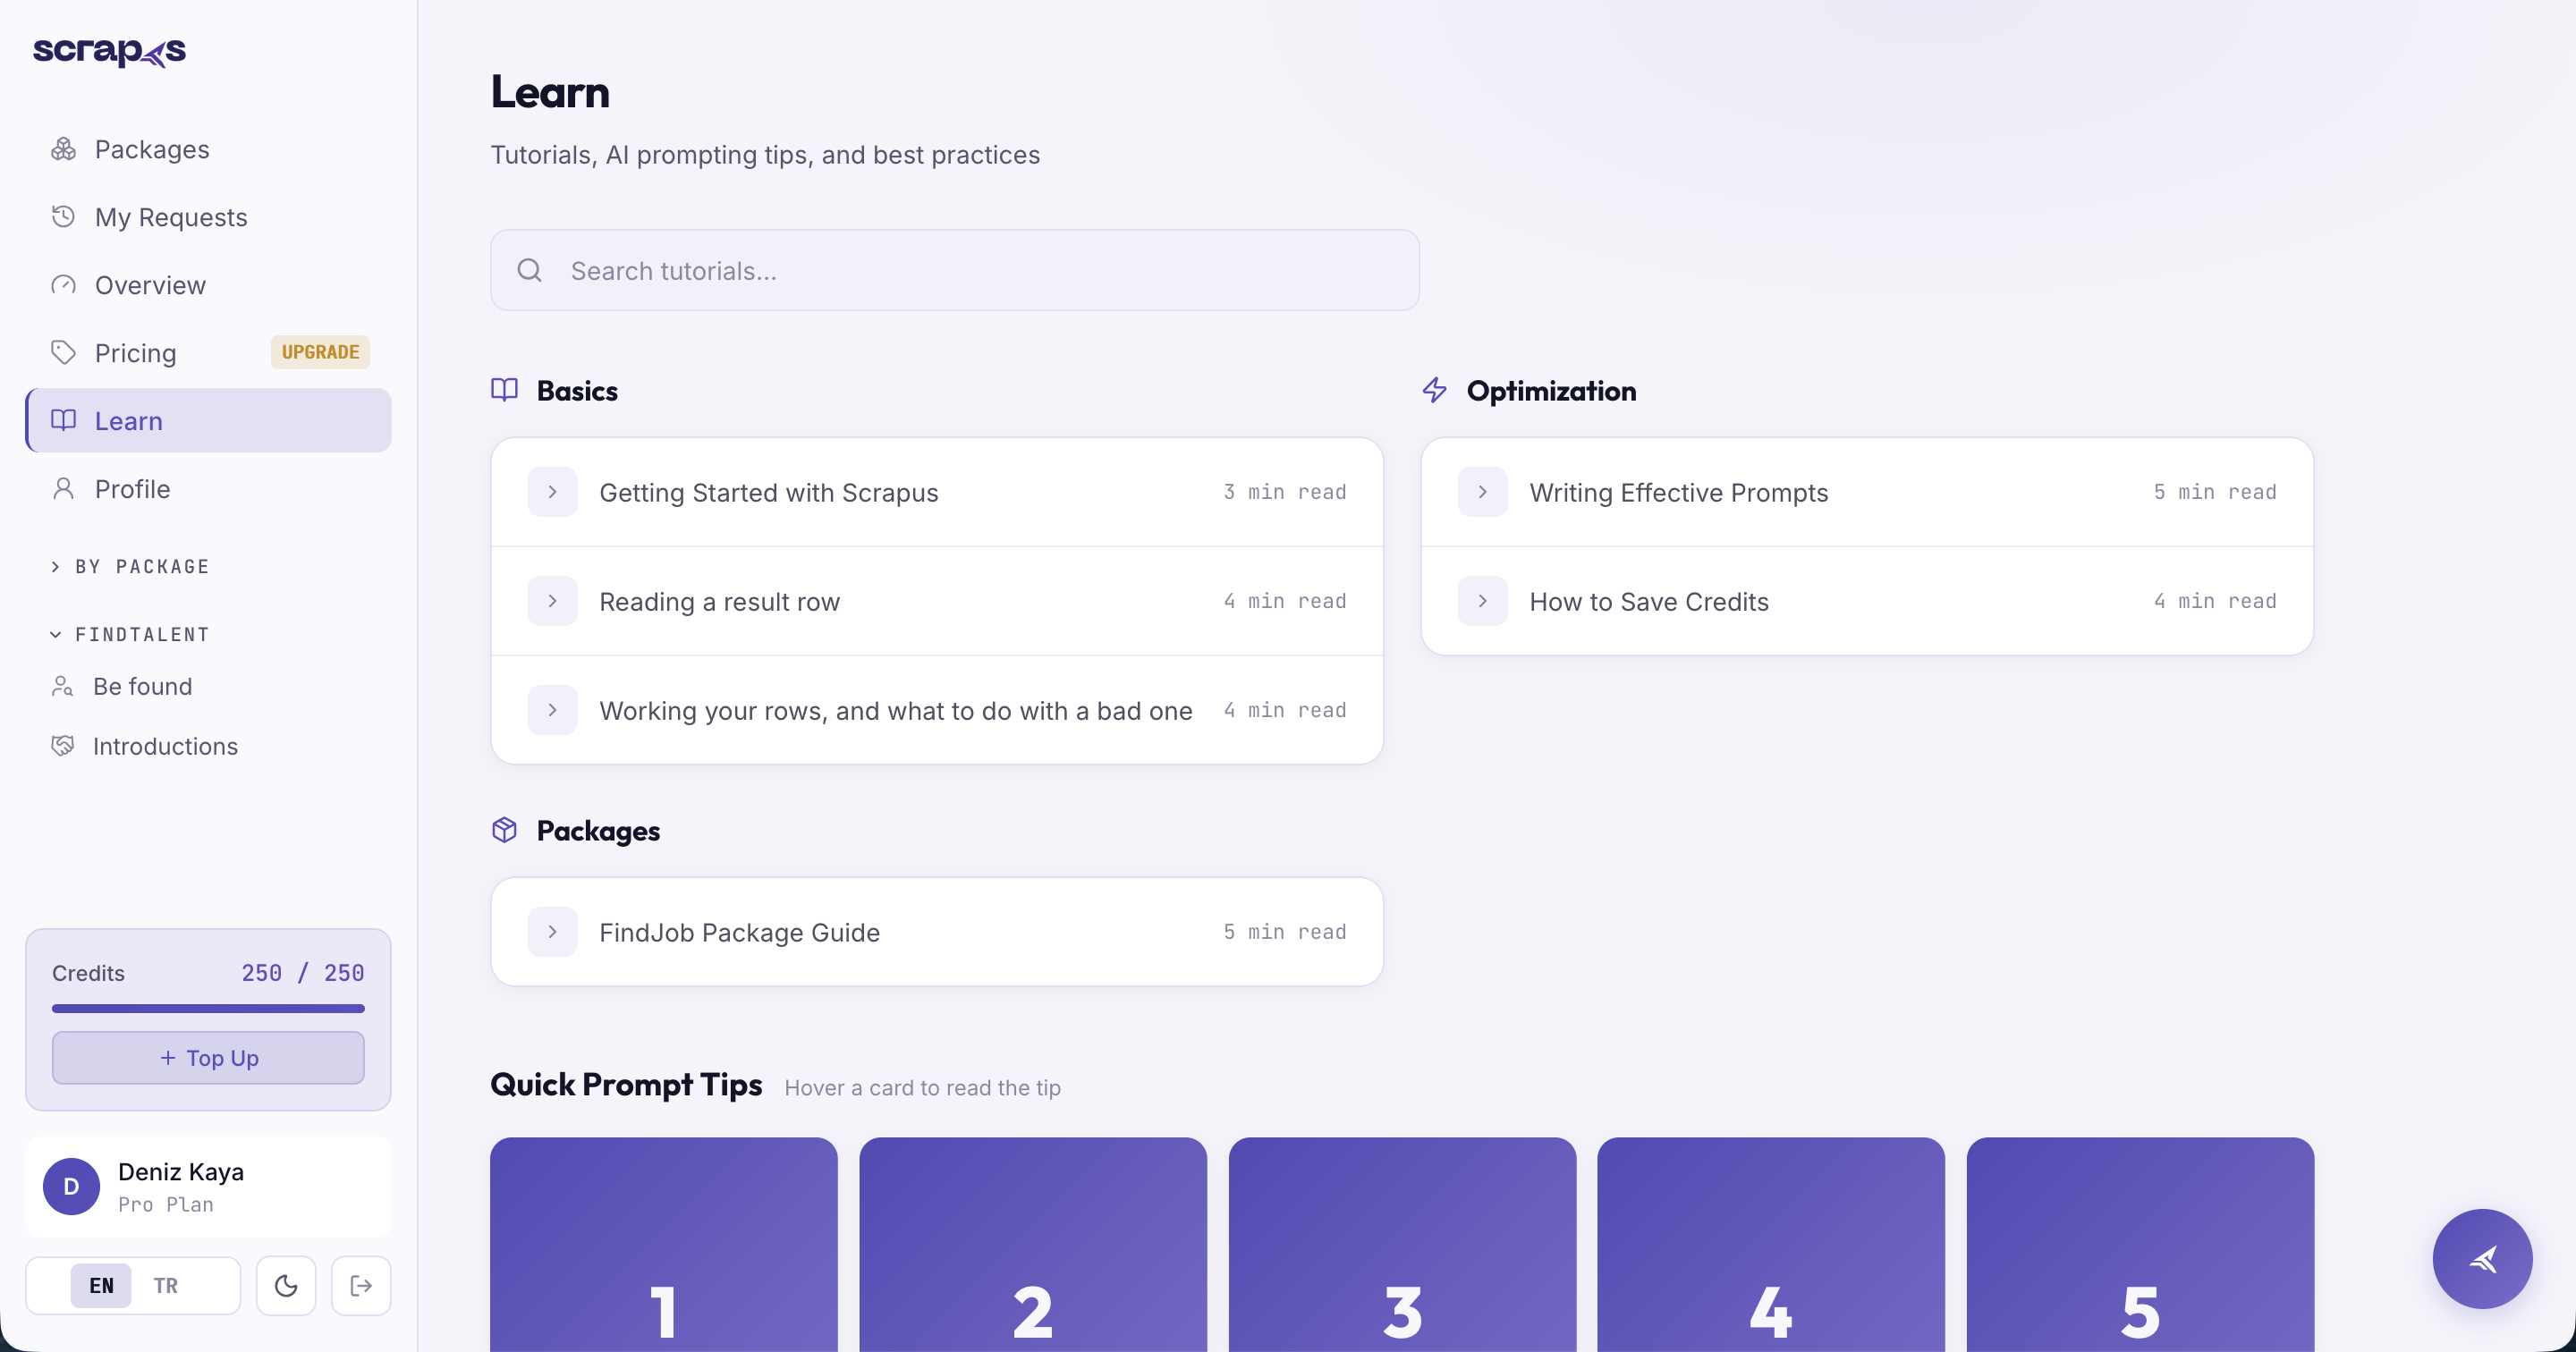 scrapus
Packages
My Requests
Overview
Pricing
UPGRADE
Learn
Profile
BY PACKAGE
FINDTALENT
Be found
Introductions
Credits
250 / 250
+ Top Up
D
Deniz Kaya
Pro Plan
EN
TR
Learn
Tutorials, AI prompting tips, and best practices
Search tutorials...
Basics
Getting Started with Scrapus
3 min read
Reading a result row
4 min read
Working your rows, and what to do with a bad one
4 min read
Optimization
Writing Effective Prompts
5 min read
How to Save Credits
4 min read
Packages
FindJob Package Guide
5 min read
Quick Prompt Tips
Hover a card to read the tip
1
2
3
4
5